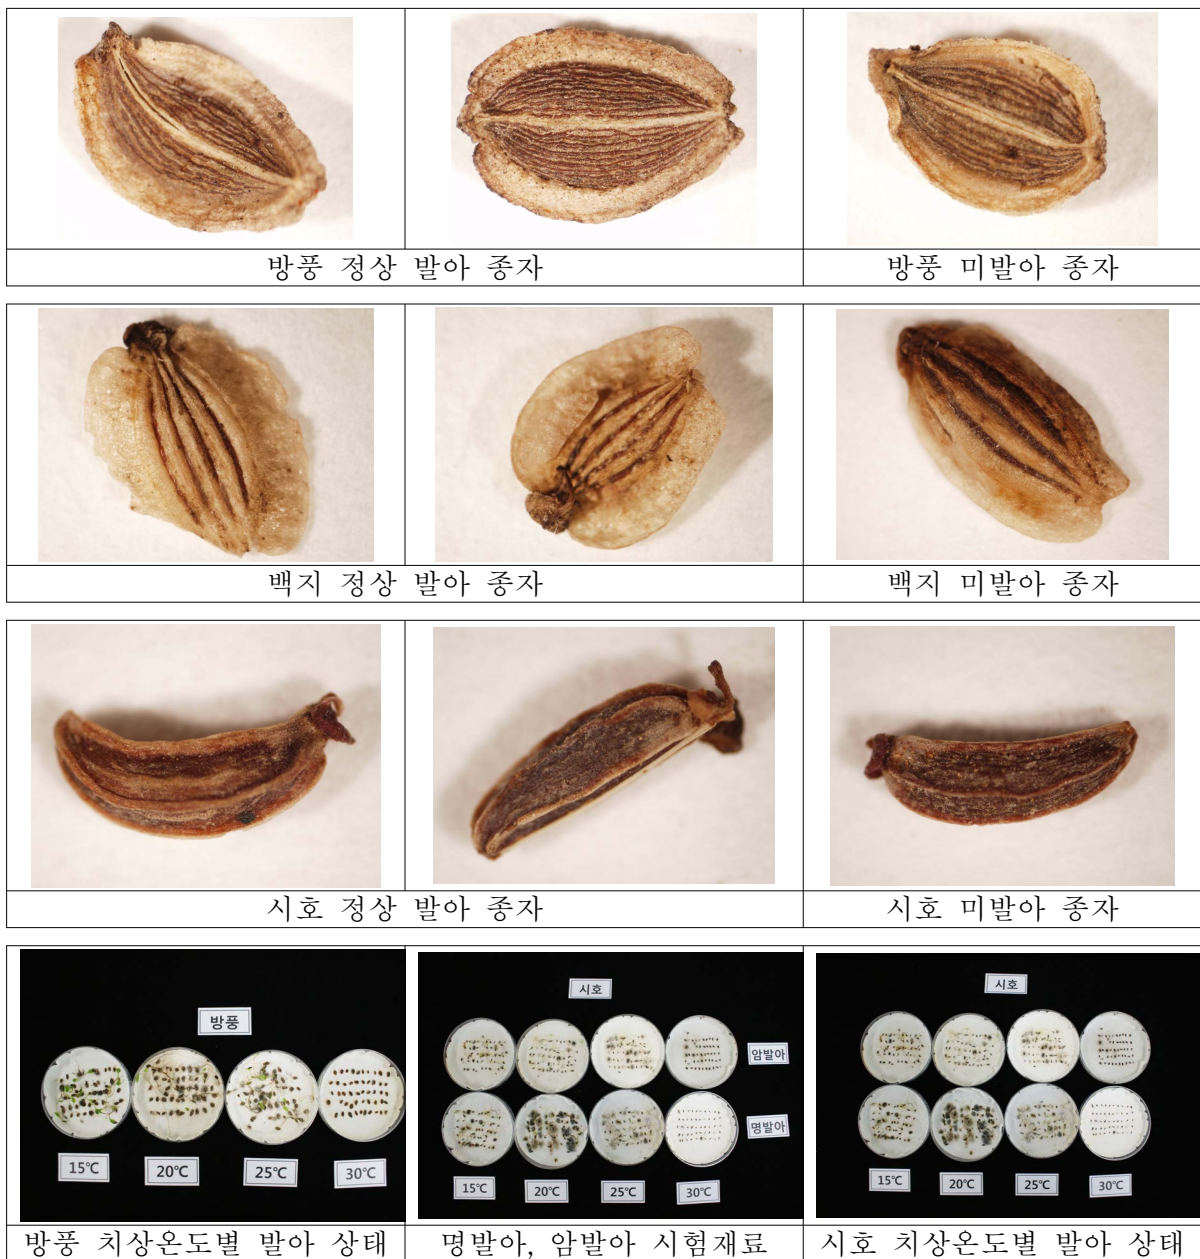 방풍 정상 발아 종자
방풍 미발아 종자
백지 정상 발아 종자
백지 미발아 종자
시호 정상 발아 종자
시호 미발아 종자
방풍
15℃ 20℃ 25℃ 30℃
시호
암발아
명발아
15℃ 20℃ 25℃ 30℃
시호
15℃ 20℃ 25℃ 30℃
방풍 치상온도별 발아 상태
명발아, 암발아 시험재료
시호 치상온도별 발아 상태